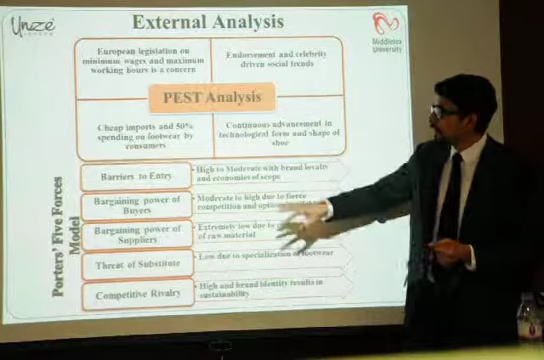 Unze
LONDON
External Analysis
Middlesex
University
European legislation on
minimum wages and maximum
working hours is a concern
Endorsement and celebrity
driven social trends
PEST Analysis
Cheap imports and 50%
spending on footwear by
consumers
Continuous advancement in
technological form and shape of
shoe
Porters' Five Forces
Model
Barriers to Entry
• High to Moderate with brand loyalty
and economies of scope
Bargaining power of
Buyers
• Moderate to high due to fierce
competition and
Bargaining power of
Suppliers
• Extremely low due to
of raw material
Threat of Substitute
• Low due to specialization of footwear
Competitive Rivalry
• High and brand identity results in
sustainability